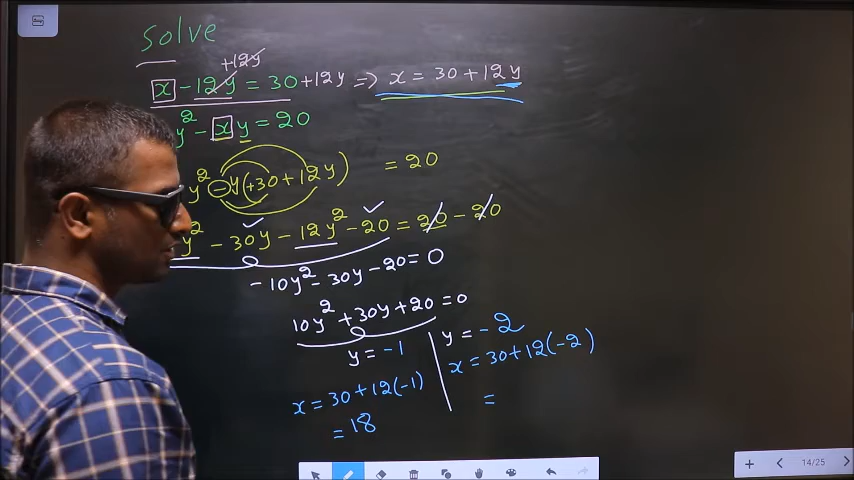 solve
+12y
x - 12y = 30 + 12y => x = 30 + 12y
y² - x y = 20
y² - y(+30 + 12y) = 20
y² - 30y - 12y² - 20 = 20 - 20
-10y² - 30y - 20 = 0
10y² + 30y + 20 = 0
y = -1
x = 30 + 12(-1)
= 18
y = -2
x = 30 + 12(-2)
=
14/25